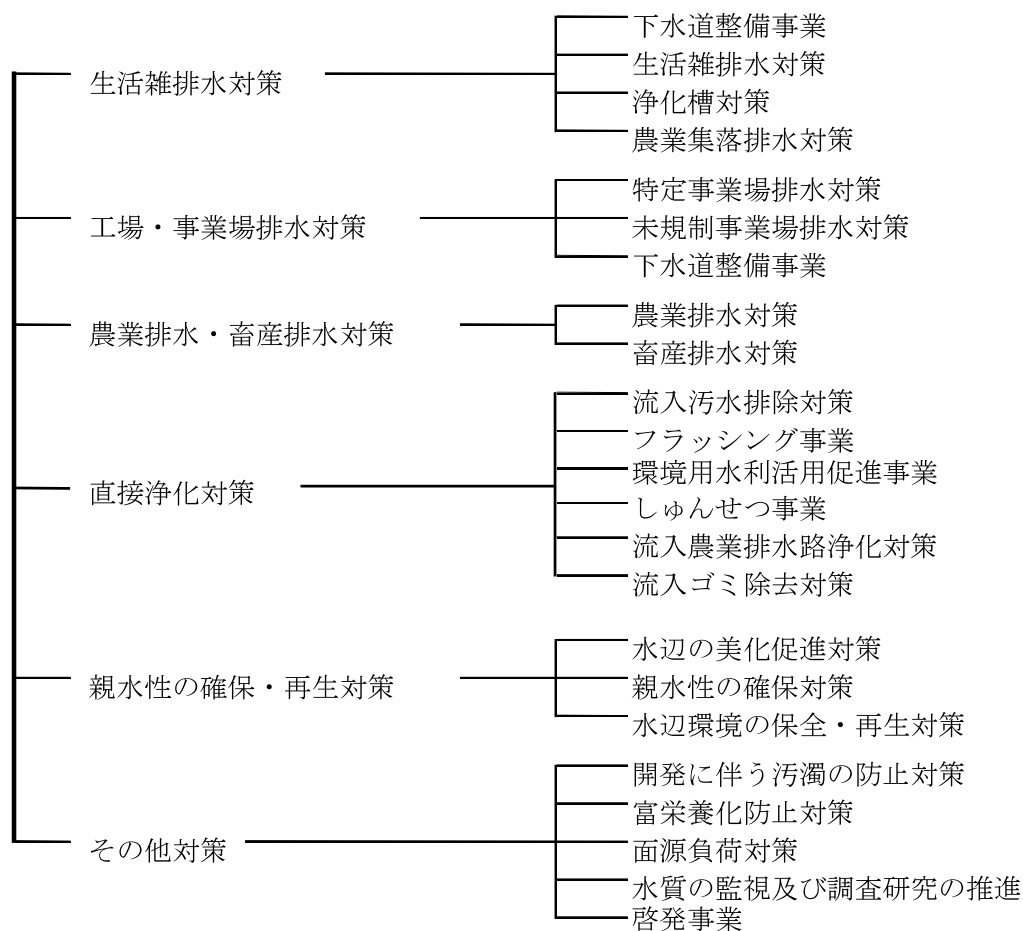 生活雑排水対策
下水道整備事業
生活雑排水対策
浄化槽対策
農業集落排水対策
工場・事業場排水対策
特定事業場排水対策
未規制事業場排水対策
下水道整備事業
農業排水・畜産排水対策
農業排水対策
畜産排水対策
直接浄化対策
流入汚水排除対策
フラッシング事業
環境用水利活用促進事業
しゅんせつ事業
流入農業排水路浄化対策
流入ゴミ除去対策
親水性の確保・再生対策
水辺の美化促進対策
親水性の確保対策
水辺環境の保全・再生対策
その他対策
開発に伴う汚濁の防止対策
富栄養化防止対策
面源負荷対策
水質の監視及び調査研究の推進
啓発事業